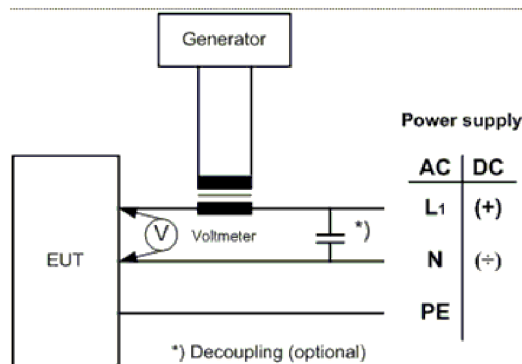 Generator
Power supply
AC DC
L1 (+)
V Voltmeter *)
EUT N (÷)
PE
*) Decoupling (optional)